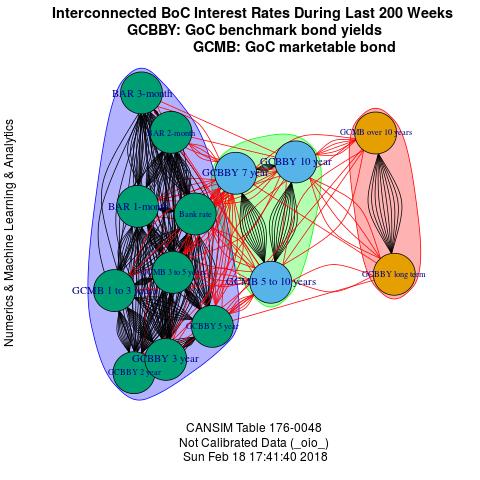 Interconnected BoC Interest Rates During Last 200 Weeks
GCBBY: GoC benchmark bond yields
GCMB: GoC marketable bond
Numerics & Machine Learning & Analytics
BAR 3-month
BAR 2-month
GCMB over 10 years
GCBBY 10 year
GCBBY 7 year
BAR 1-month
Bank rate
GCMB 3 to 5 years
GCBBY long term
GCMB 5 to 10 years
GCMB 1 to 3
GCBBY 5 year
GCBBY 3 year
GCBBY 2 year
CANSIM Table 176-0048
Not Calibrated Data (_oio_)
Sun Feb 18 17:41:40 2018